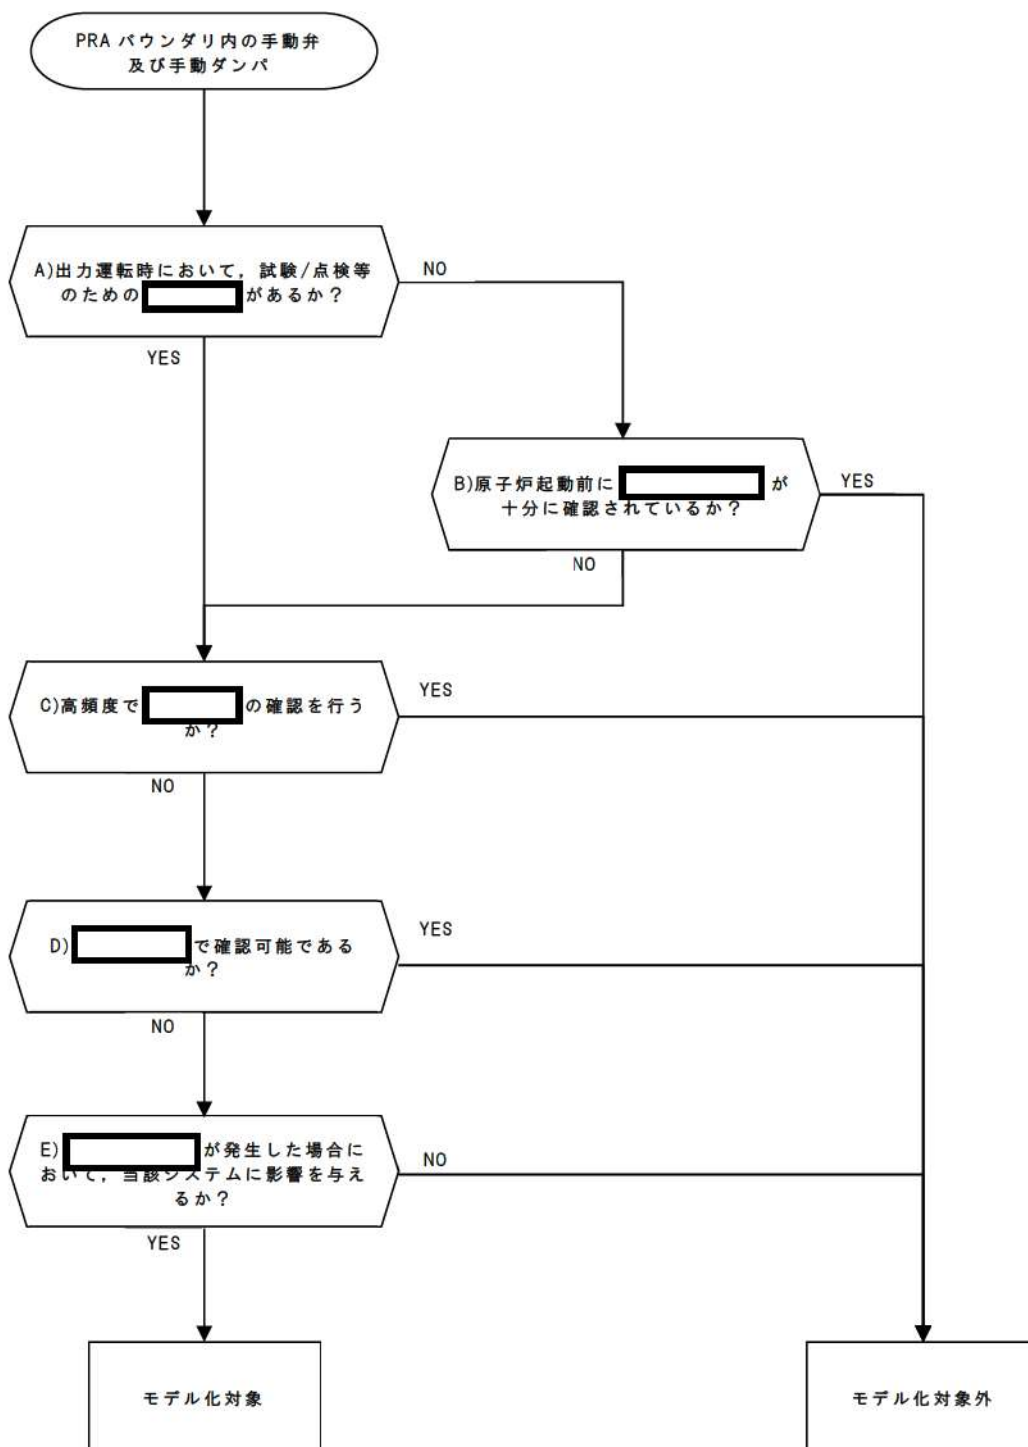 PRA バウンダリ内の手動弁
及び手動ダンパ
A)出力運転時において，試験/点検等
のための があるか？
NO
YES
B)原子炉起動前に が
十分に確認されているか？
YES
NO
C)高頻度で の確認を行う
か？
YES
NO
D) で確認可能である
か？
YES
NO
E) が発生した場合に
おいて，当該システムに影響を与え
るか？
NO
YES
モデル化対象
モデル化対象外